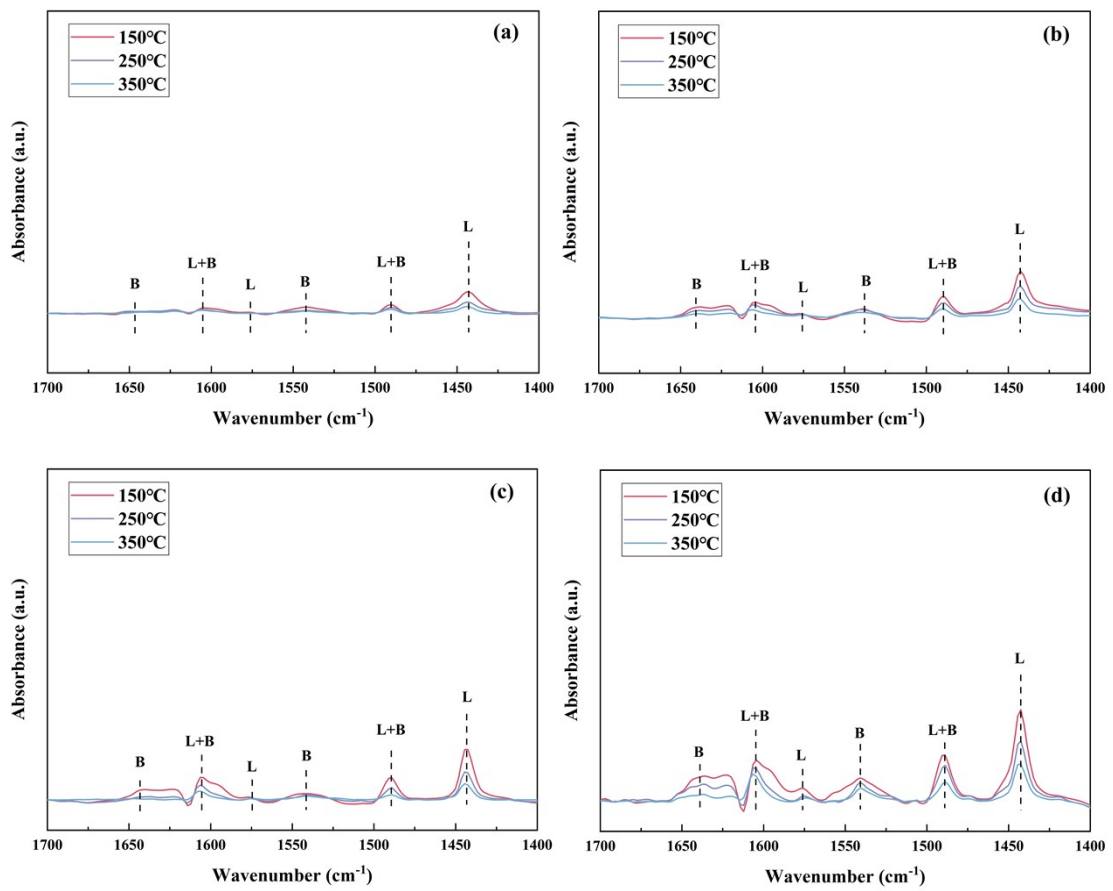 (a)
150℃
250℃
350℃
Absorbance (a.u.)
B
L+B
L
B
L+B
L
1700 1650 1600 1550 1500 1450 1400
Wavenumber (cm⁻¹)
(b)
150℃
250℃
350℃
Absorbance (a.u.)
B
L+B
L
B
L+B
L
1700 1650 1600 1550 1500 1450 1400
Wavenumber (cm⁻¹)
(c)
150℃
250℃
350℃
Absorbance (a.u.)
B
L+B
L
B
L+B
L
1700 1650 1600 1550 1500 1450 1400
Wavenumber (cm⁻¹)
(d)
150℃
250℃
350℃
Absorbance (a.u.)
B
L+B
L
B
L+B
L
1700 1650 1600 1550 1500 1450 1400
Wavenumber (cm⁻¹)